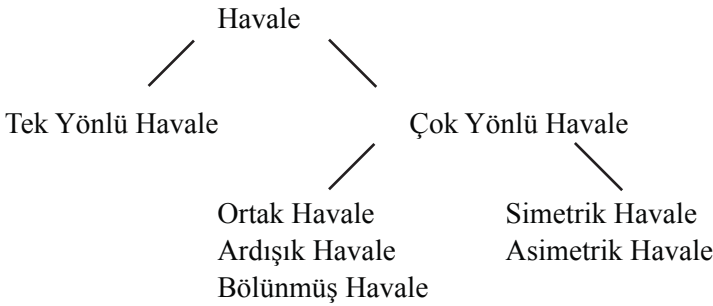 Havale
Tek Yönlü Havale
Çok Yönlü Havale
Ortak Havale
Ardışık Havale
Bölünmüş Havale
Simetrik Havale
Asimetrik Havale